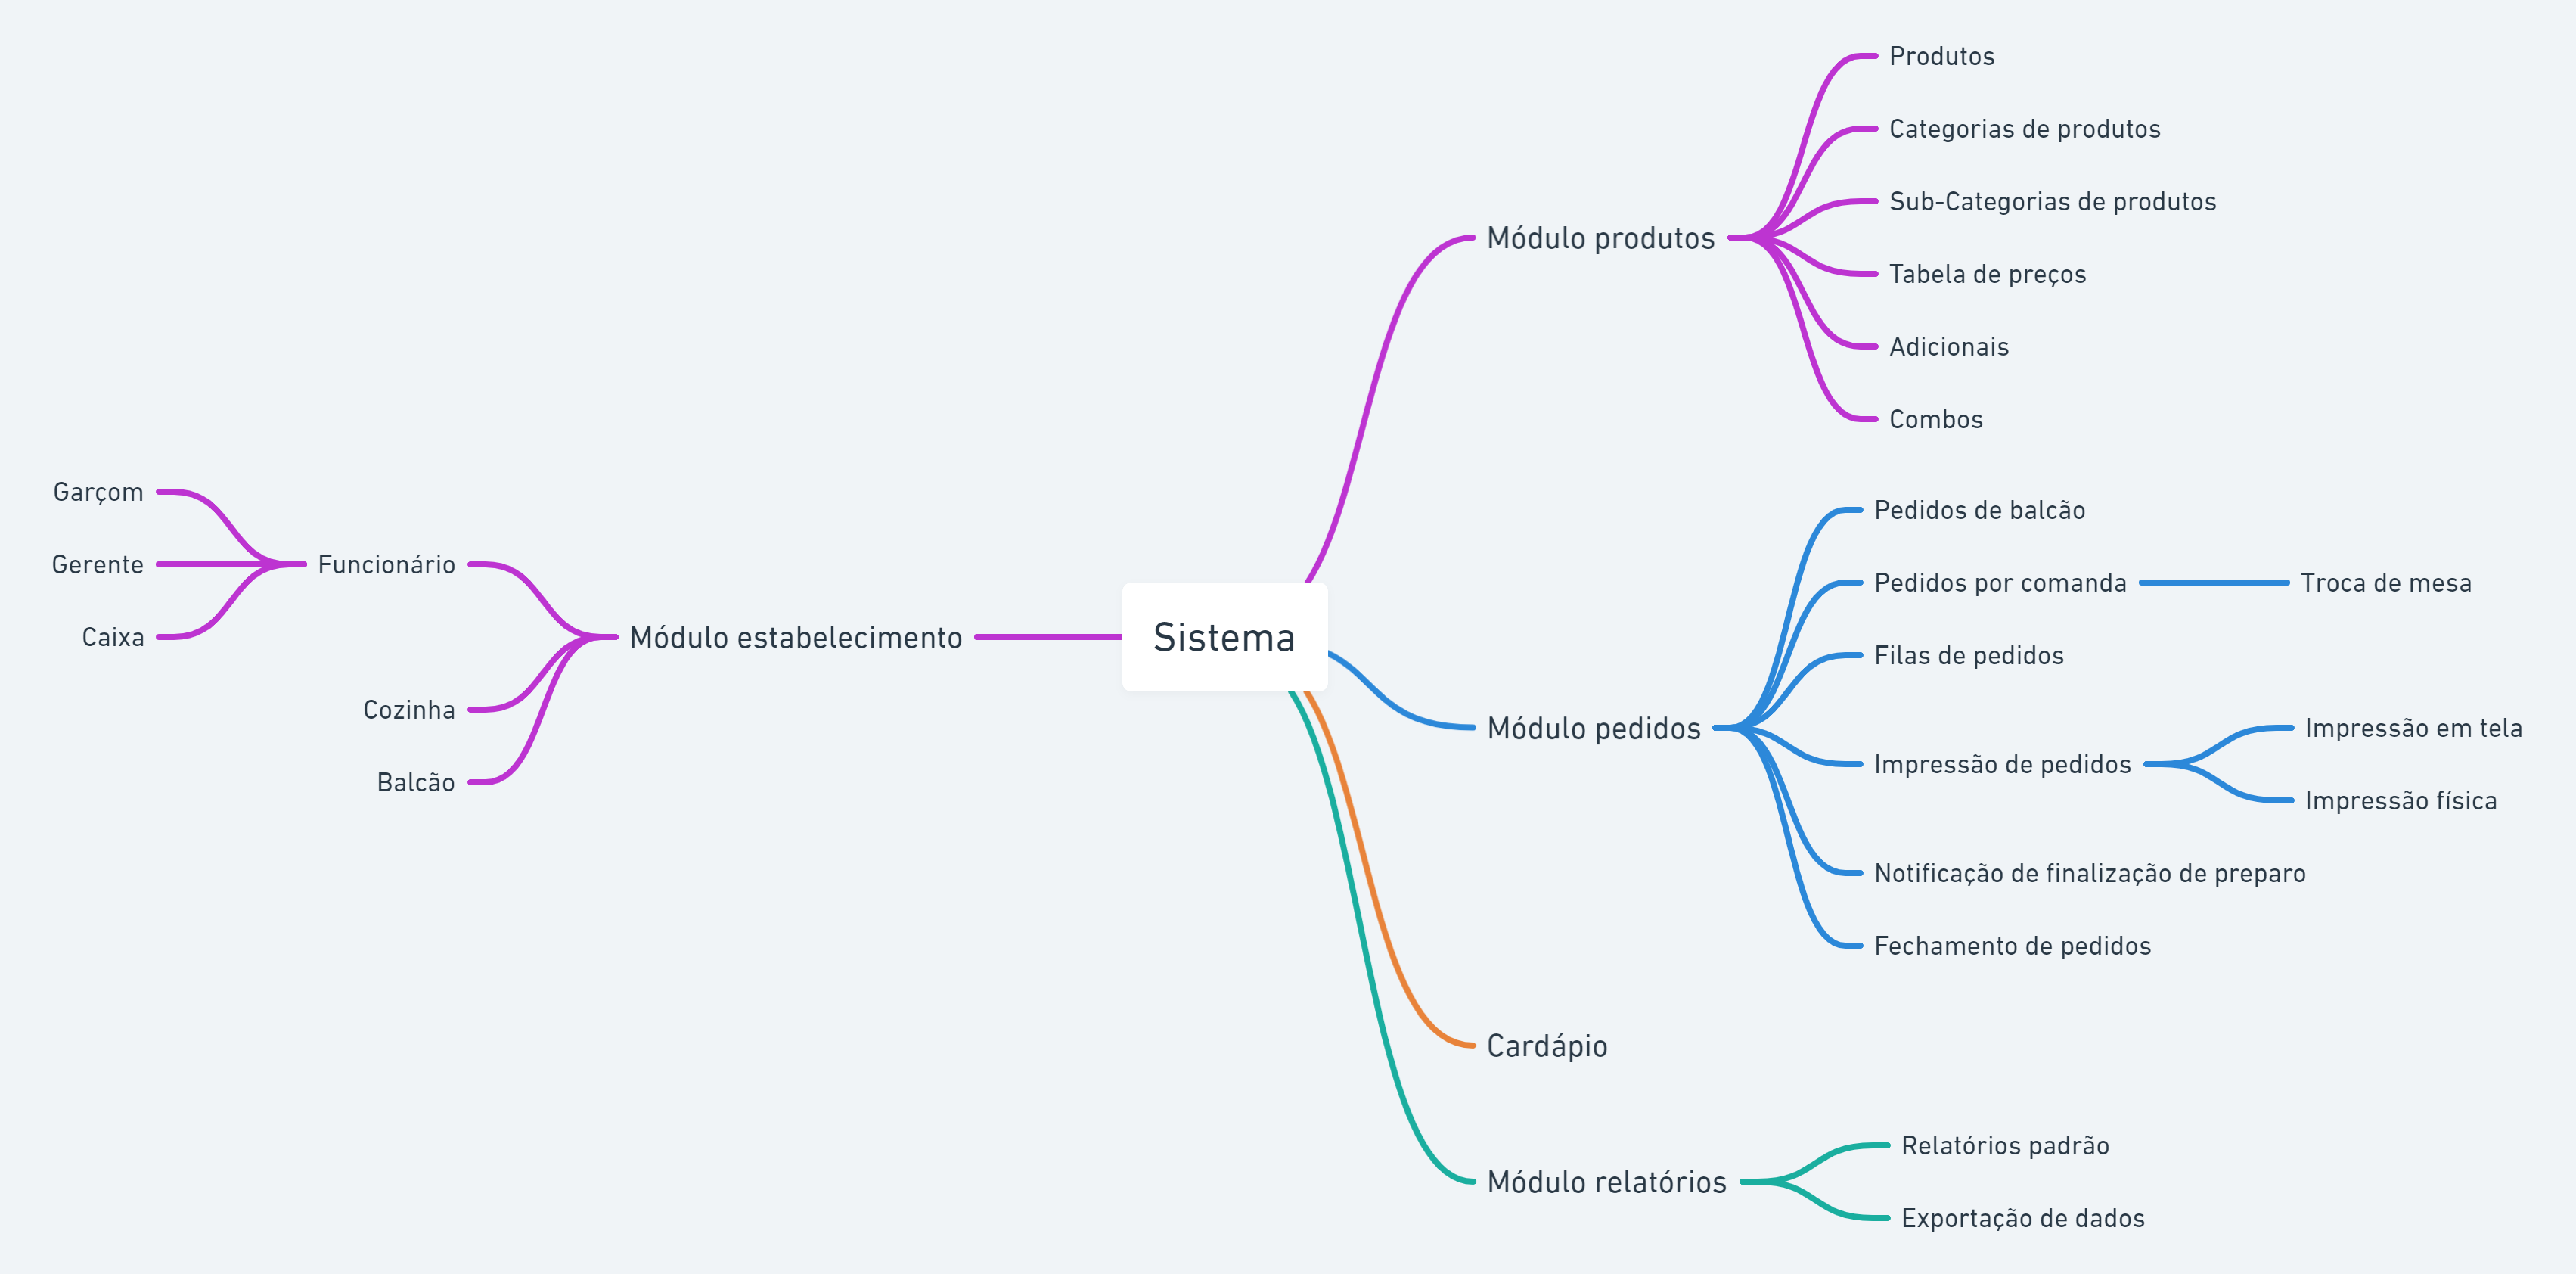 Sistema
Módulo produtos
Produtos
Categorias de produtos
Sub-Categorias de produtos
Tabela de preços
Adicionais
Combos
Módulo pedidos
Pedidos de balcão
Pedidos por comanda
Troca de mesa
Filas de pedidos
Impressão de pedidos
Impressão em tela
Impressão física
Notificação de finalização de preparo
Fechamento de pedidos
Cardápio
Módulo relatórios
Relatórios padrão
Exportação de dados
Módulo estabelecimento
Funcionário
Garçom
Gerente
Caixa
Cozinha
Balcão